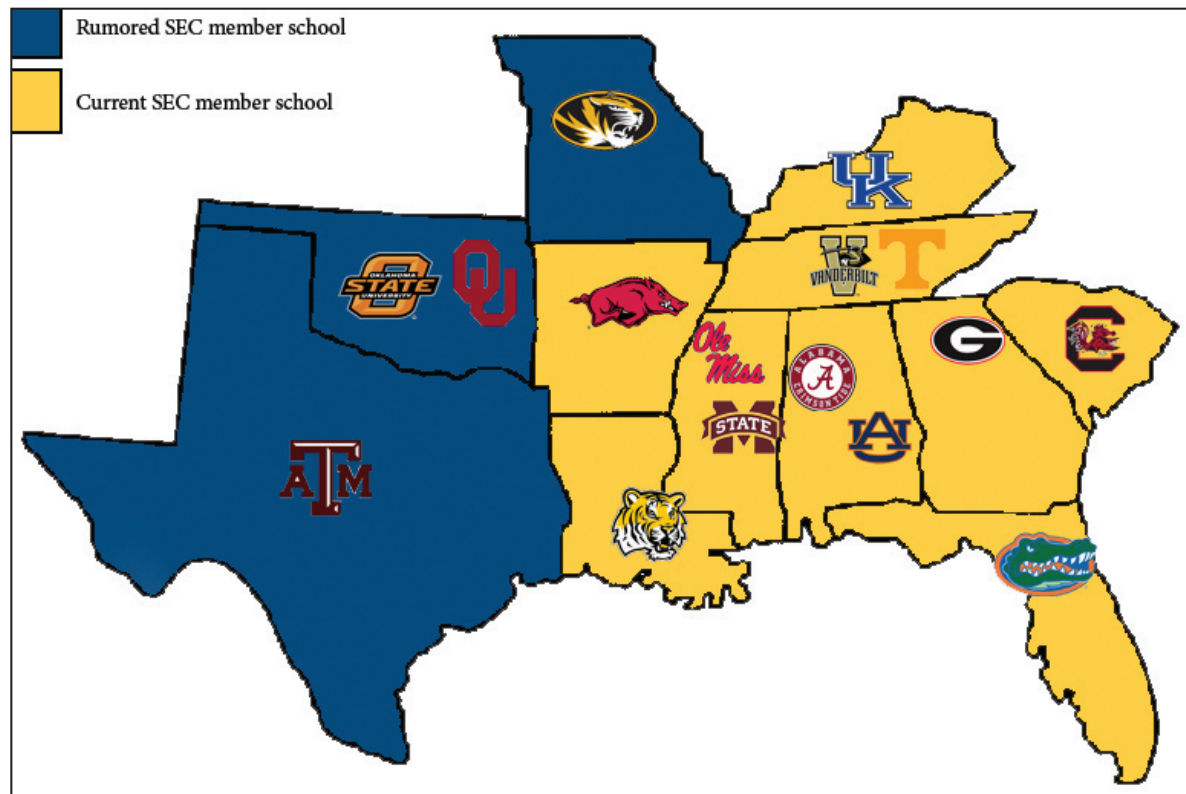 Rumored SEC member school
Current SEC member school
UK
VANDERBILT
V
T
OKLAHOMA
STATE
UNIVERSITY
O
OU
Ole
Miss
ALABAMA
A
CRIMSON TIDE
G
C
M
STATE
AU
ATM